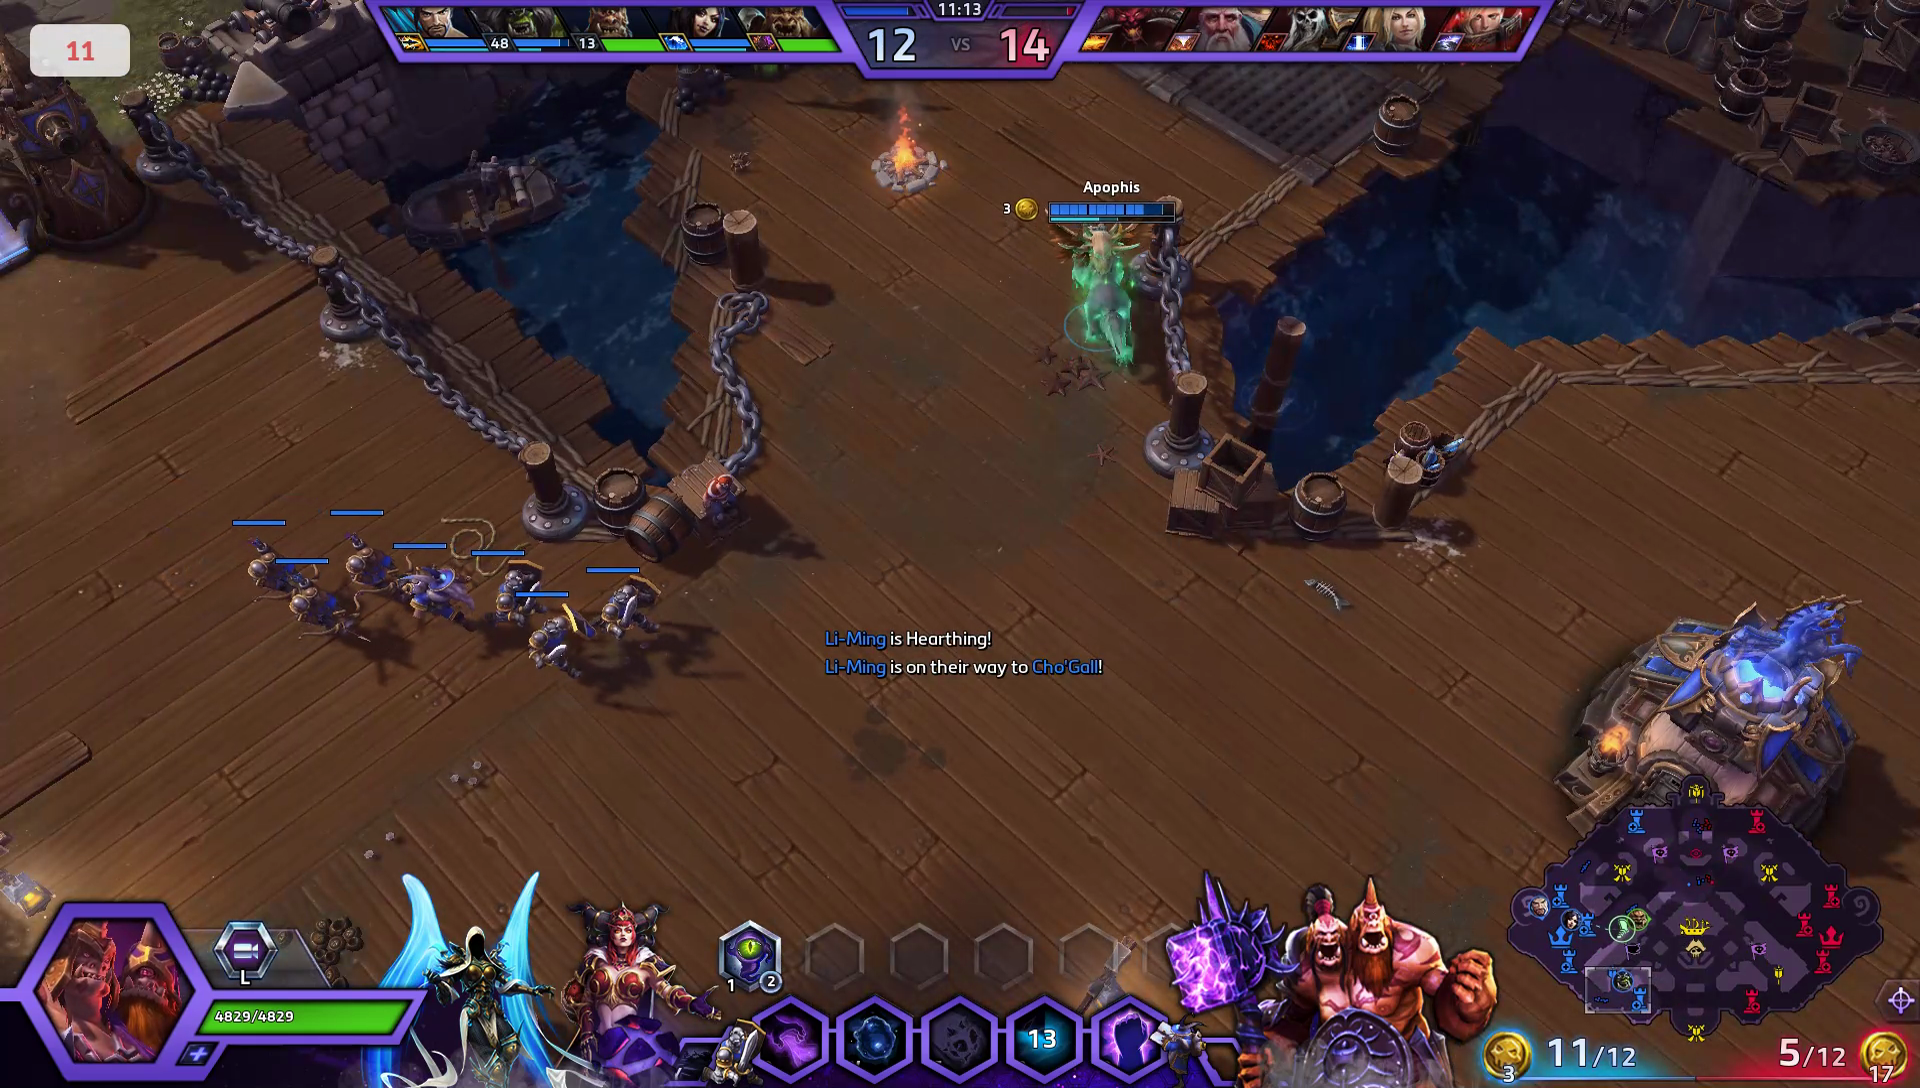 11
11:13
48
13
12 VS 14
Apophis
3
Li-Ming is Hearthing!
Li-Ming is on their way to Cho'Gall!
L
1
2
4829/4829
13
11/12
3
5/12
17